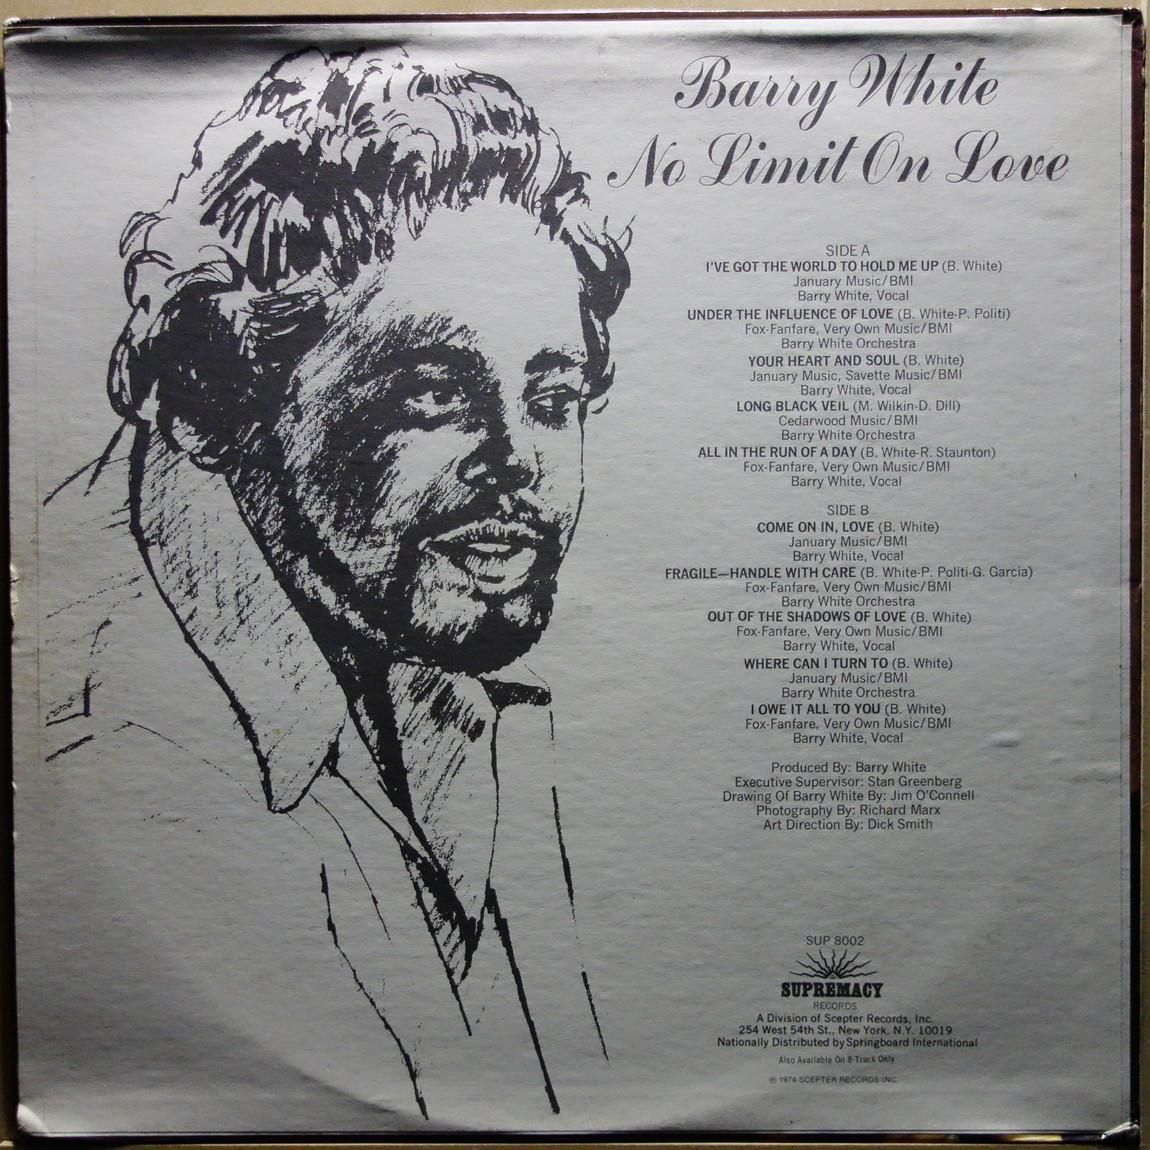 Barry White
No Limit On Love
SIDE A
I'VE GOT THE WORLD TO HOLD ME UP (B. White)
January Music/BMI
Barry White, Vocal
UNDER THE INFLUENCE OF LOVE (B. White-P. Politi)
Fox-Fanfare, Very Own Music/BMI
Barry White Orchestra
YOUR HEART AND SOUL (B. White)
January Music, Savette Music/BMI
Barry White, Vocal
LONG BLACK VEIL (M. Wilkin-D. Dill)
Cedarwood Music/BMI
Barry White Orchestra
ALL IN THE RUN OF A DAY (B. White-R. Staunton)
Fox-Fanfare, Very Own Music/BMI
Barry White, Vocal
SIDE B
COME ON IN, LOVE (B. White)
January Music/BMI
Barry White, Vocal
FRAGILE—HANDLE WITH CARE (B. White-P. Politi-G. Garcia)
Fox-Fanfare, Very Own Music/BMI
Barry White Orchestra
OUT OF THE SHADOWS OF LOVE (B. White)
Fox-Fanfare, Very Own Music/BMI
Barry White, Vocal
WHERE CAN I TURN TO (B. White)
January Music/BMI
Barry White Orchestra
I OWE IT ALL TO YOU (B. White)
Fox-Fanfare, Very Own Music/BMI
Barry White, Vocal
Produced By: Barry White
Executive Supervisor: Stan Greenberg
Drawing Of Barry White By: Jim O'Connell
Photography By: Richard Marx
Art Direction By: Dick Smith
SUP 8002
SUPREMACY
RECORDS
A Division of Scepter Records, Inc.
254 West 54th St., New York, N.Y. 10019
Nationally Distributed by Springboard International
Also Available On 8-Track Only
℗ 1974 SCEPTER RECORDS INC.